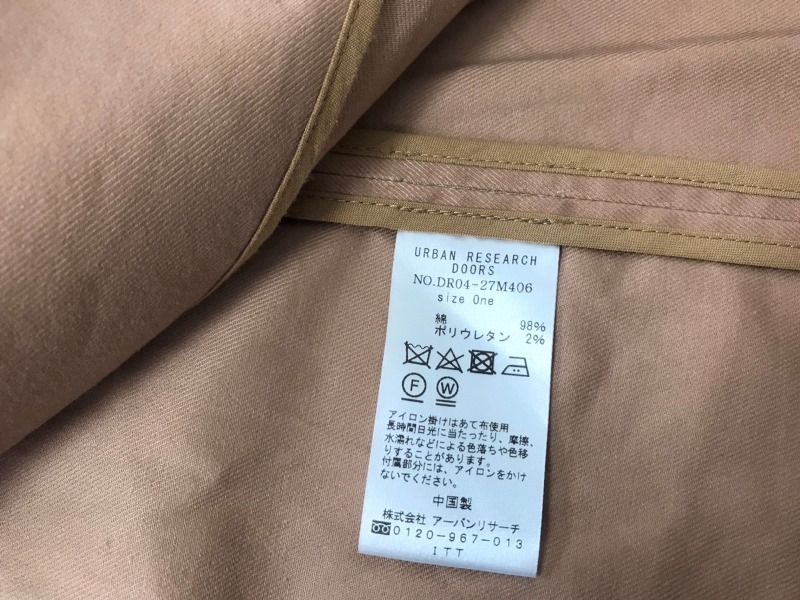 URBAN RESEARCH
DOORS
NO.DR04-27M406
size One
綿 98%
ポリウレタン 2%
F W
アイロン掛けはあて布使用
長時間日光に当たったり、摩擦、
水濡れなどによる色落ちや色移
りすることがあります。
付属部分には、アイロンをかけ
ないでください。
中国製
株式会社 アーバンリサーチ
0120-967-013
ITT